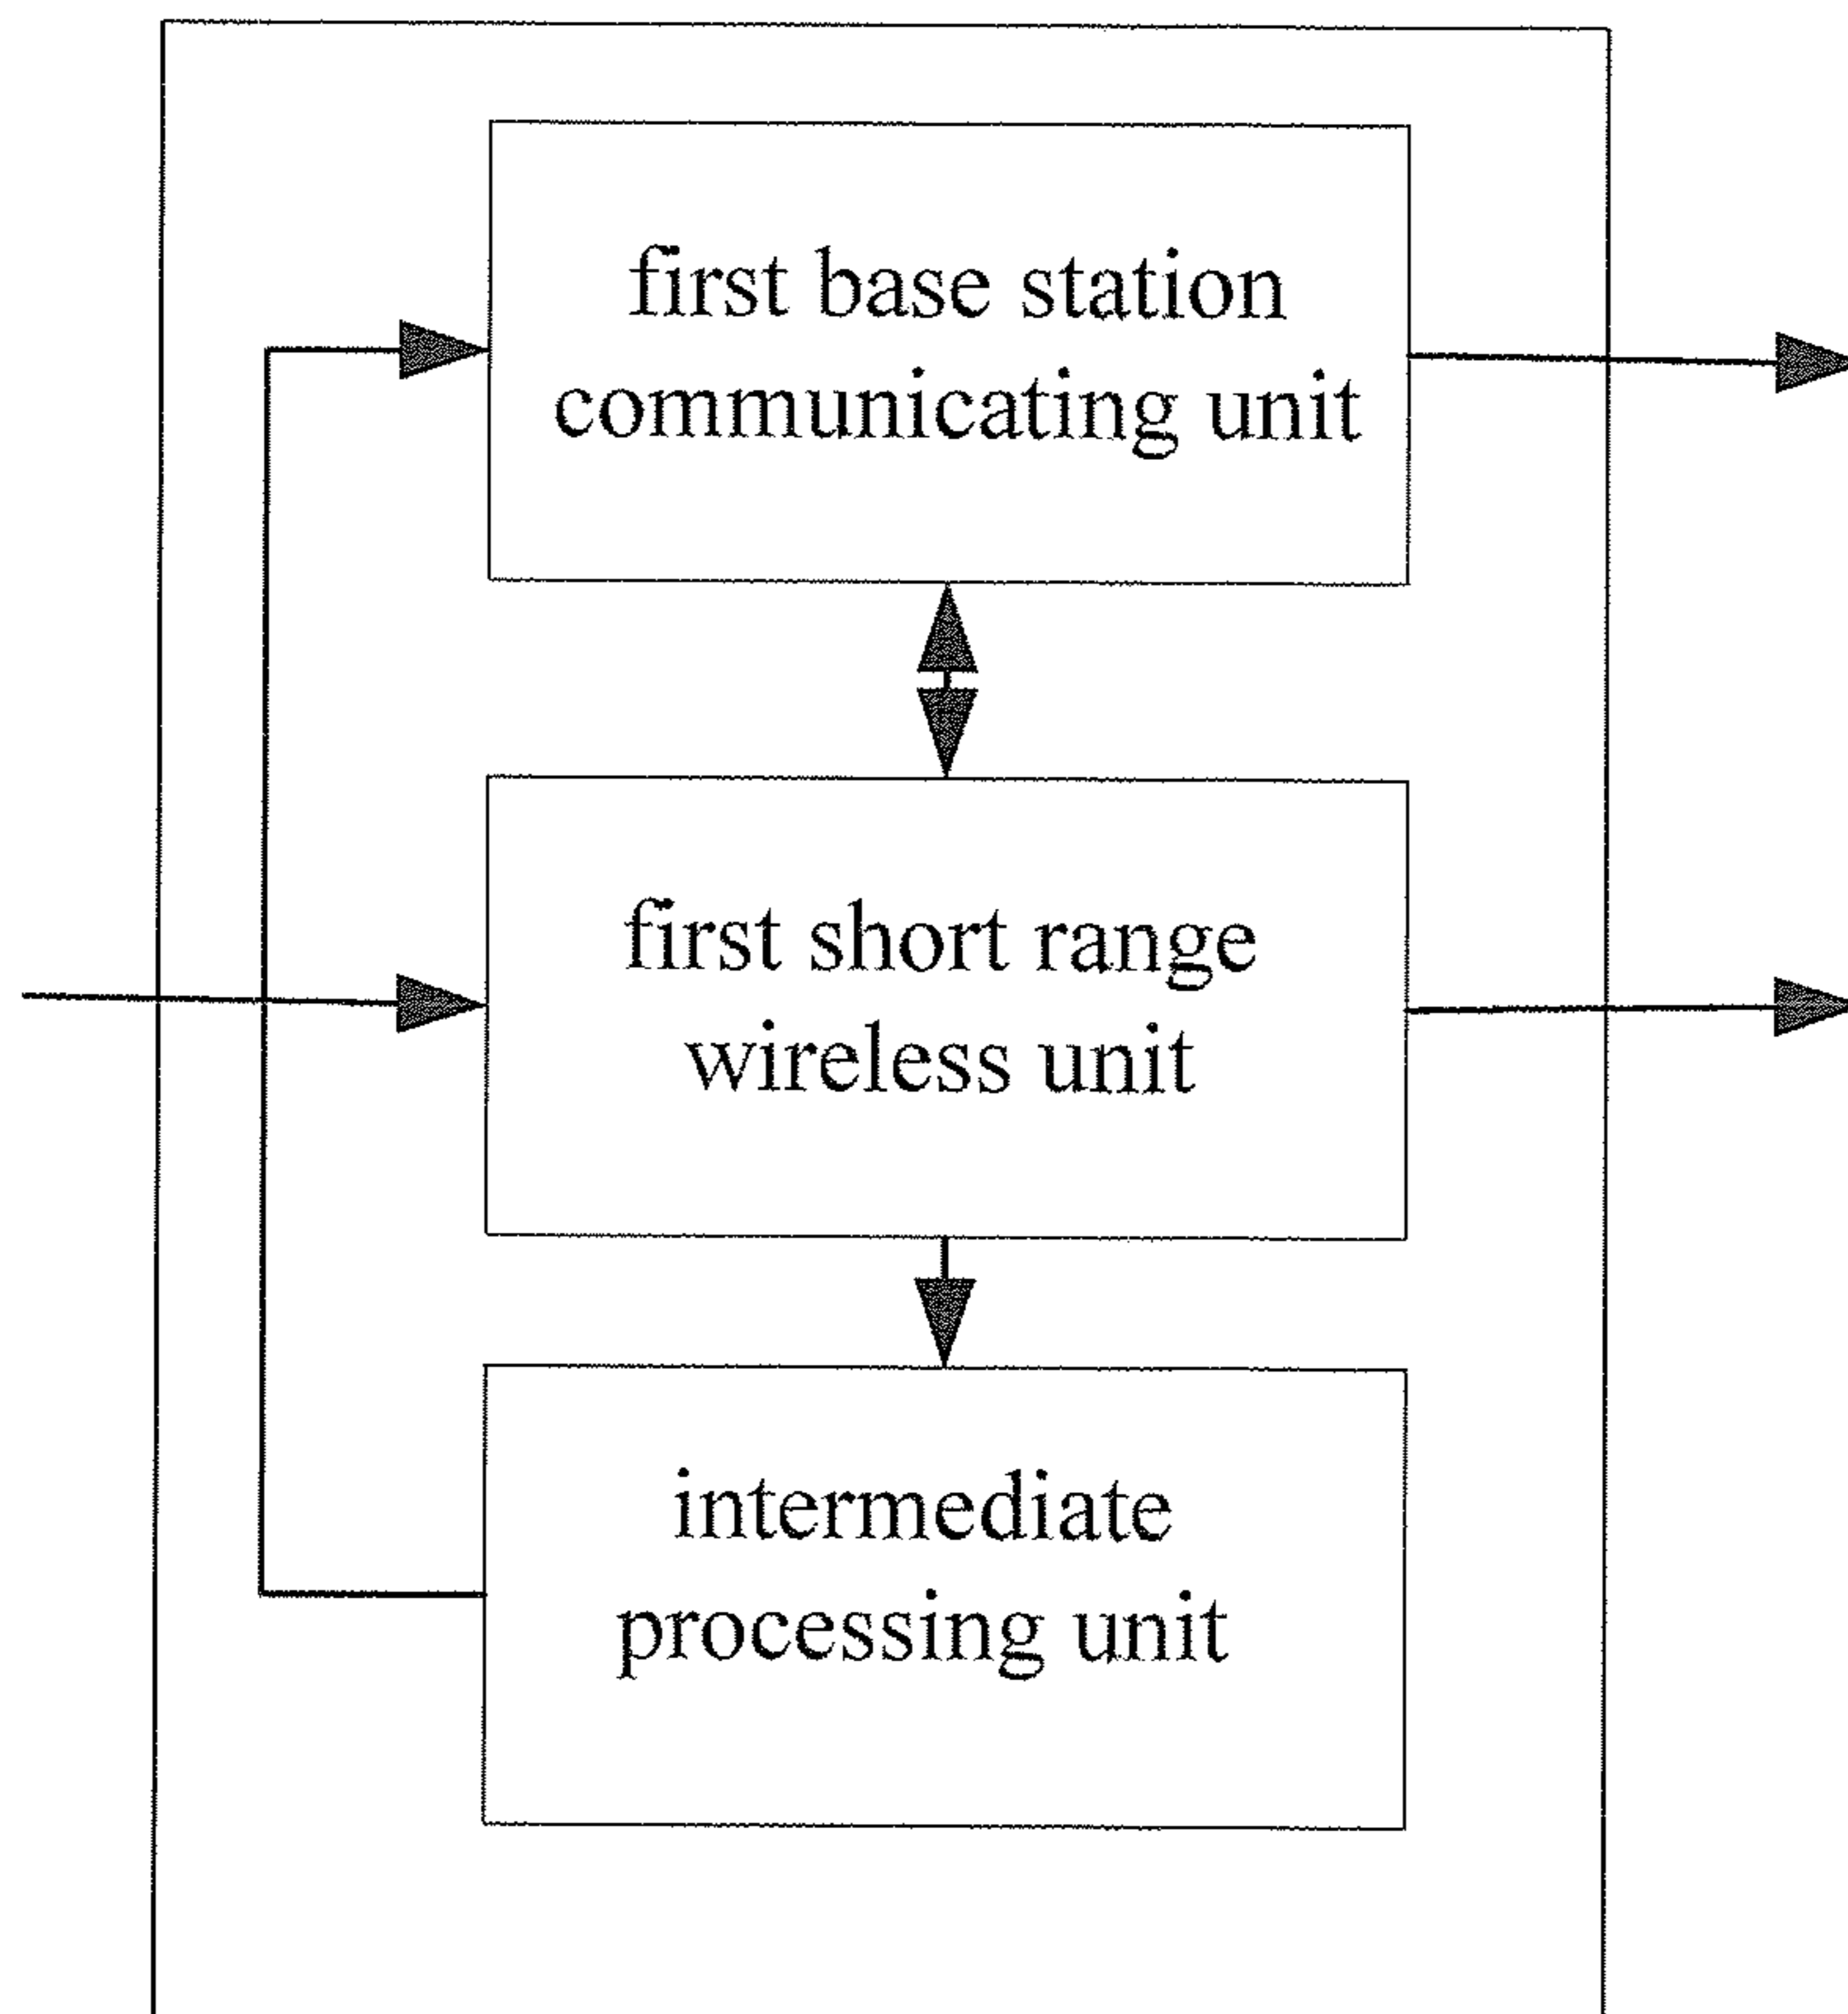 first base station
communicating unit
first short range
wireless unit
intermediate
processing unit